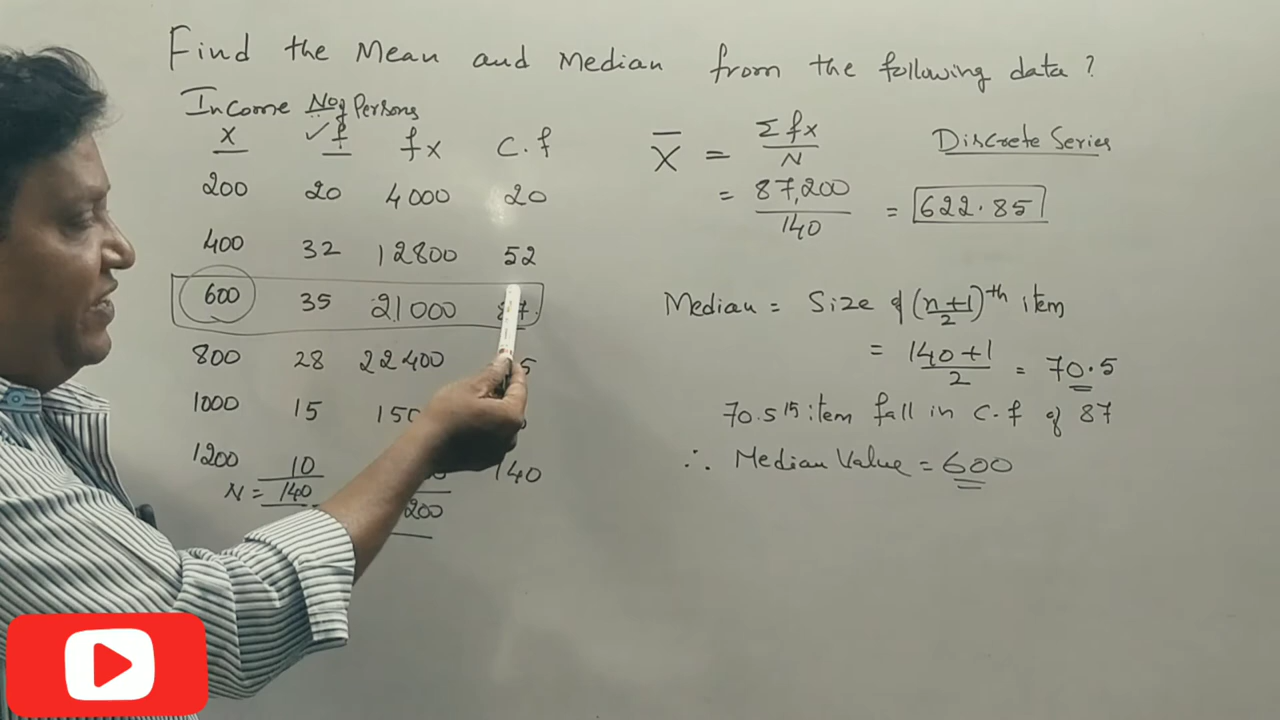 Find the Mean and Median from the following data ?
Income No of Persons
X ✓f fx C.f
200 20 4000 20
400 32 12800 52
600 35 21000 87
800 28 22400
1000 15
1200 10 140
N = 140
X̄ = Σfx / N
= 87,200 / 140 = 622.85
Discrete Series
Median = Size of (n+1 / 2)th item
= 140+1 / 2 = 70.5
70.5 item fall in C.f of 87
∴ Median Value = 600